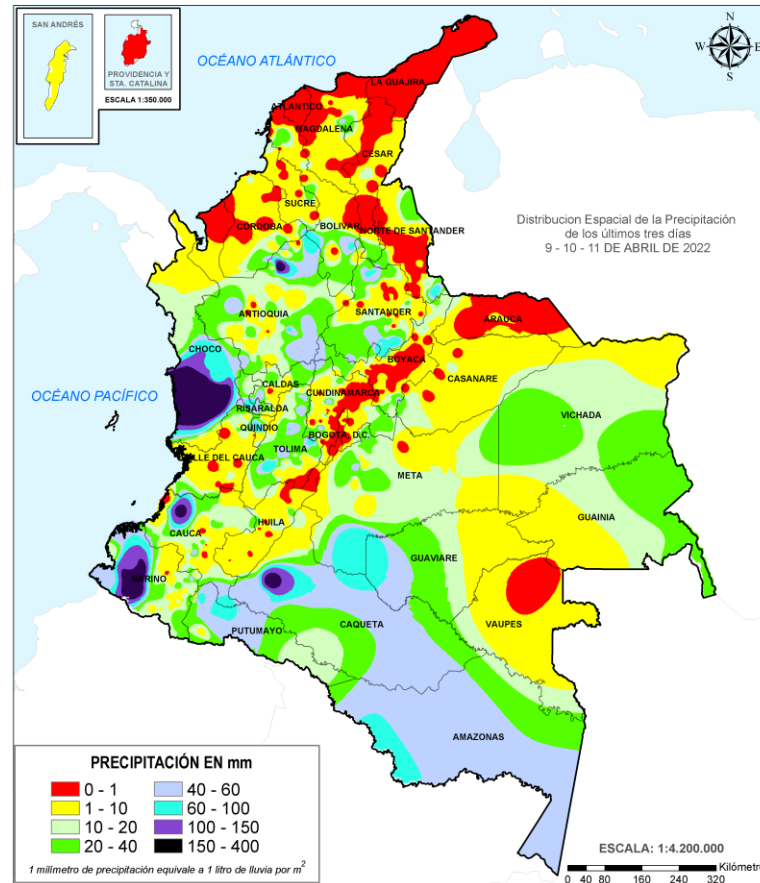 SAN ANDRÉS
PROVIDENCIA Y
STA. CATALINA
ESCALA 1:350.000
OCÉANO ATLÁNTICO
N
W
E
S
LA GUAJIRA
ATLANTICO
MAGDALENA
CESAR
SUCRE
CORDOBA
BOLIVAR
NORTE DE SANTANDER
Distribucion Espacial de la Precipitación
de los últimos tres días
9 - 10 - 11 DE ABRIL DE 2022
ANTIOQUIA
SANTANDER
ARAUCA
CHOCO
BOYACA
OCÉANO PACÍFICO
CALDAS
CUNDINAMARCA
CASANARE
RISARALDA
VICHADA
QUINDIO
BOGOTA, D.C.
TOLIMA
VALLE DEL CAUCA
META
GUAINIA
HUILA
CAUCA
GUAVIARE
NARINO
VAUPES
PUTUMAYO
CAQUETA
AMAZONAS
PRECIPITACIÓN EN mm
0 - 1
40 - 60
1 - 10
60 - 100
10 - 20
100 - 150
20 - 40
150 - 400
1 milímetro de precipitación equivale a 1 litro de lluvia por m²
ESCALA: 1:4.200.000
Kilómetr
0 40 80 160 240 320